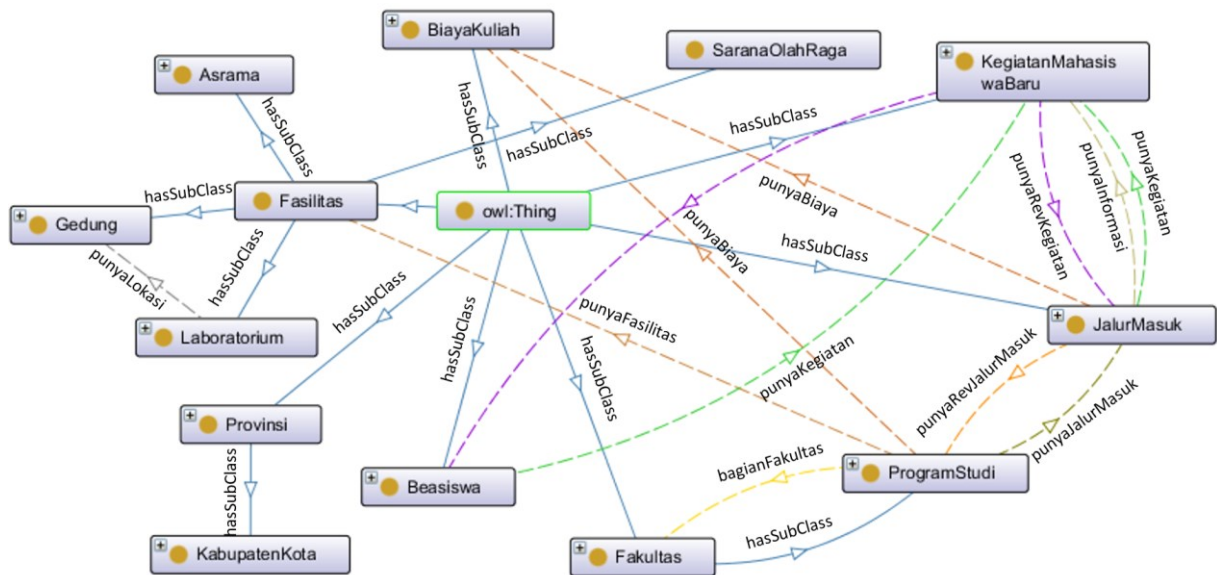 BiayaKuliah
SaranaOlahRaga
KegiatanMahasis
waBaru
Asrama
hasSubClass
hasSubClass
hasSubClass
hasSubClass
punyaKegiatan
punyaInformasi
punyaRevKegiatan
hasSubClass
Fasilitas
owl:Thing
punyaBiaya
Gedung
punyaBiaya
hasSubClass
hasSubClass
punyaLokasi
hasSubClass
punyaFasilitas
JalurMasuk
Laboratorium
hasSubClass
hasSubClass
punyaKegiatan
punyaRevJalurMasuk
punyaJalurMasuk
Provinsi
bagianFakultas
ProgramStudi
Beasiswa
hasSubClass
hasSubClass
KabupatenKota
Fakultas